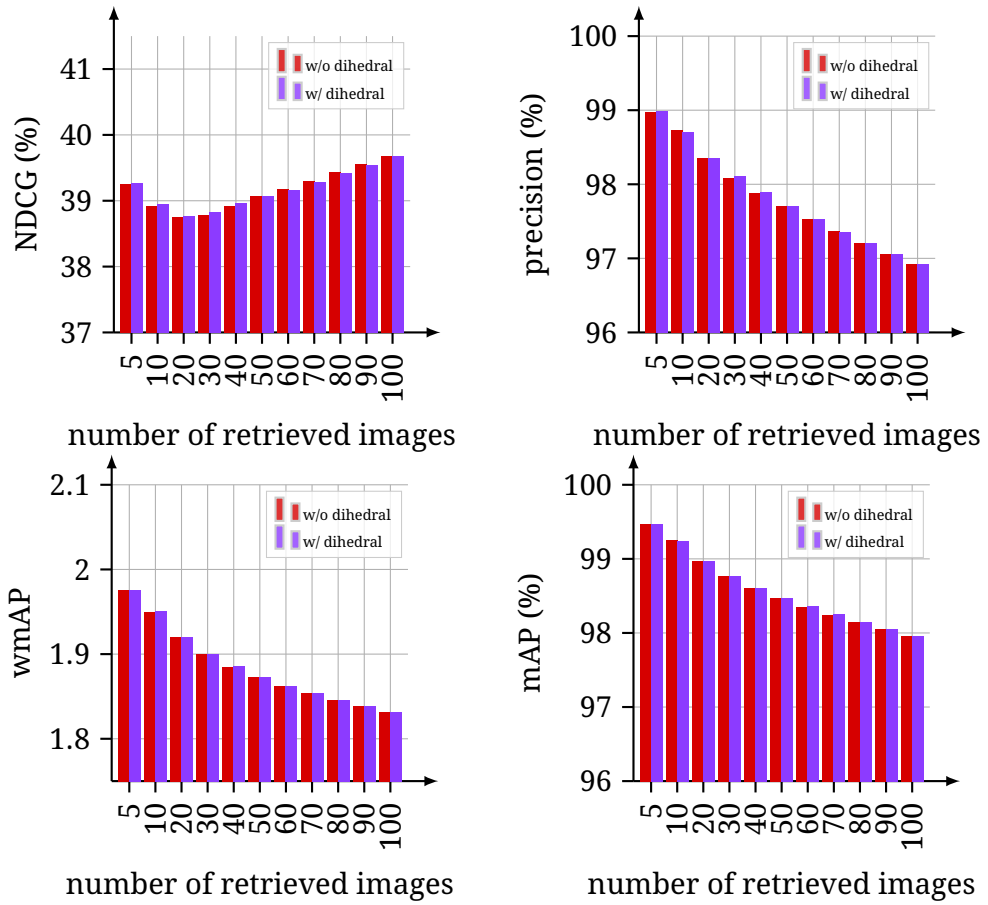 NDCG (%)
41
40
39
38
37
w/o dihedral
w/ dihedral
5 10 20 30 40 50 60 70 80 90 100
number of retrieved images
precision (%)
100
99
98
97
96
w/o dihedral
w/ dihedral
5 10 20 30 40 50 60 70 80 90 100
number of retrieved images
wmAP
2.1
2
1.9
1.8
w/o dihedral
w/ dihedral
5 10 20 30 40 50 60 70 80 90 100
number of retrieved images
mAP (%)
100
99
98
97
96
w/o dihedral
w/ dihedral
5 10 20 30 40 50 60 70 80 90 100
number of retrieved images